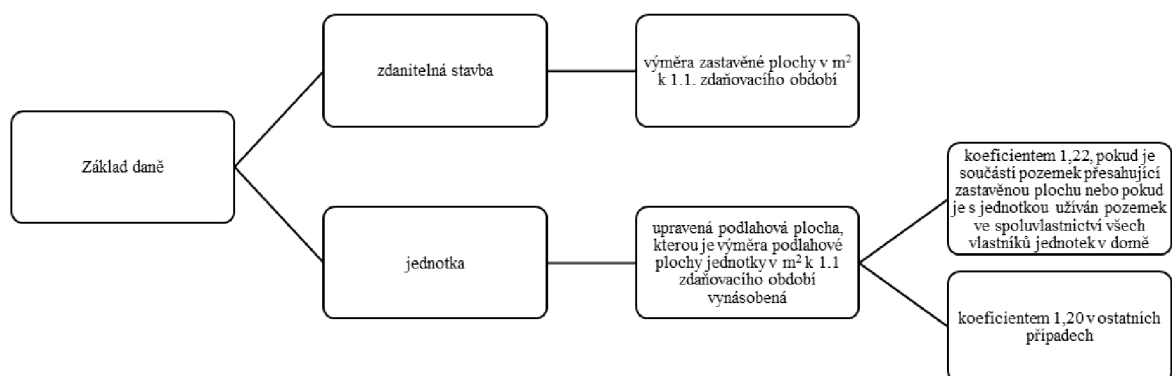 Základ daně
zdanitelná stavba
výměra zastavěné plochy v m²
k 1.1. zdaňovacího období
jednotka
upravená podlahová plocha,
kterou je výměra podlahové
plochy jednotky v m² k 1.1
zdaňovacího období
vynásobená
koeficientem 1,22, pokud je
součástí pozemek přesahující
zastavěnou plochu nebo pokud
je s jednotkou užíván pozemek
ve spoluvlastnictví všech
vlastníků jednotek v domě
koeficientem 1,20 v ostatních
případech